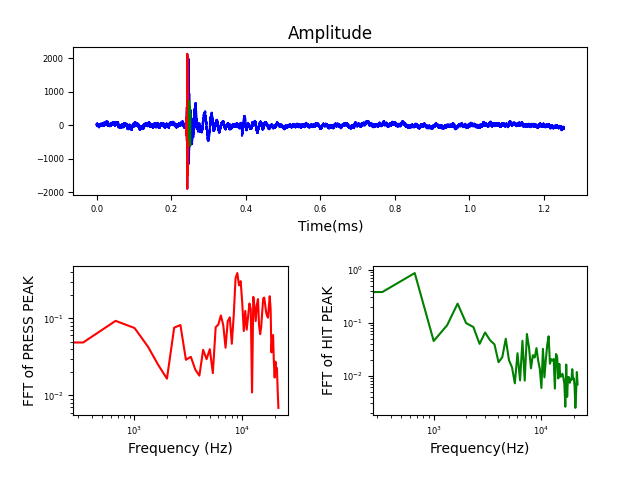 Amplitude
2000
1000
0
−1000
−2000
0.0 0.2 0.4 0.6 0.8 1.0 1.2
Time(ms)
FFT of PRESS PEAK
10⁻¹
10⁻²
10³ 10⁴
Frequency (Hz)
FFT of HIT PEAK
10⁰
10⁻¹
10⁻²
10³ 10⁴
Frequency(Hz)